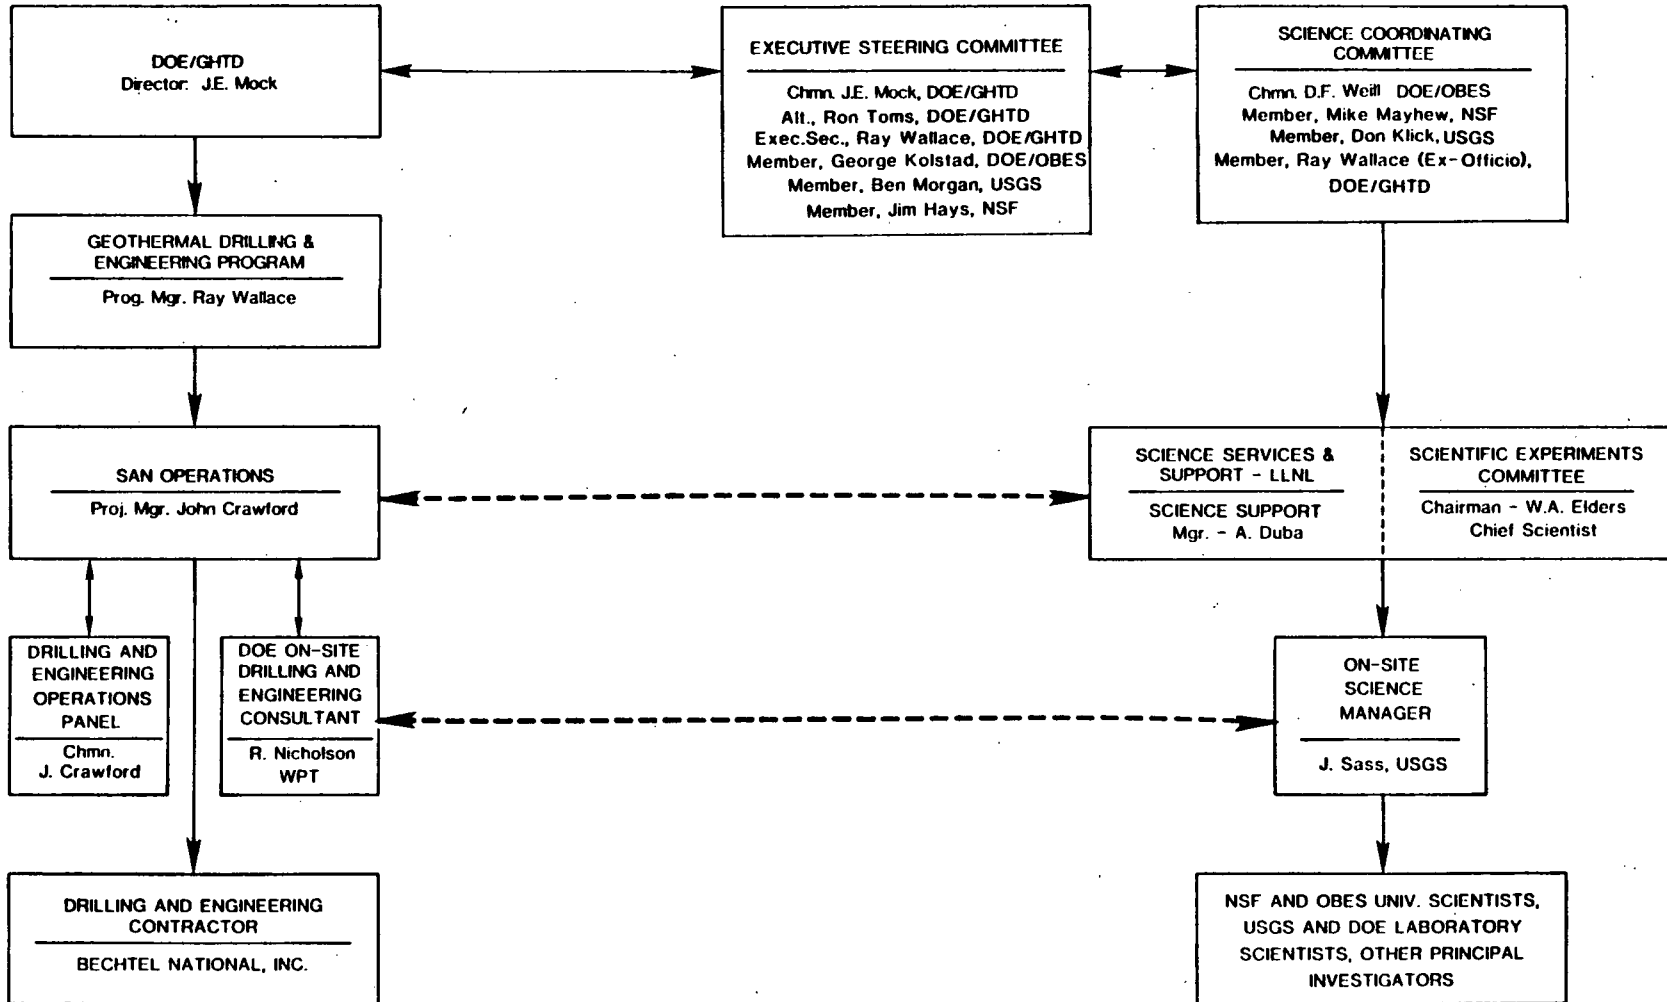 DOE/GHTD
Director: J.E. Mock
EXECUTIVE STEERING COMMITTEE
Chmn. J.E. Mock, DOE/GHTD
Alt., Ron Toms, DOE/GHTD
Exec.Sec., Ray Wallace, DOE/GHTD
Member, George Kolstad, DOE/OBES
Member, Ben Morgan, USGS
Member, Jim Hays, NSF
SCIENCE COORDINATING
COMMITTEE
Chmn. D.F. Weill DOE/OBES
Member, Mike Mayhew, NSF
Member, Don Klick, USGS
Member, Ray Wallace (Ex-Officio),
DOE/GHTD
GEOTHERMAL DRILLING &
ENGINEERING PROGRAM
Prog. Mgr. Ray Wallace
SAN OPERATIONS
Proj. Mgr. John Crawford
SCIENCE SERVICES &
SUPPORT - LLNL
SCIENCE SUPPORT
Mgr. - A. Duba
SCIENTIFIC EXPERIMENTS
COMMITTEE
Chairman - W.A. Elders
Chief Scientist
DRILLING AND
ENGINEERING
OPERATIONS
PANEL
Chmn.
J. Crawford
DOE ON-SITE
DRILLING AND
ENGINEERING
CONSULTANT
R. Nicholson
WPT
ON-SITE
SCIENCE
MANAGER
J. Sass, USGS
DRILLING AND ENGINEERING
CONTRACTOR
BECHTEL NATIONAL, INC.
NSF AND OBES UNIV. SCIENTISTS,
USGS AND DOE LABORATORY
SCIENTISTS, OTHER PRINCIPAL
INVESTIGATORS